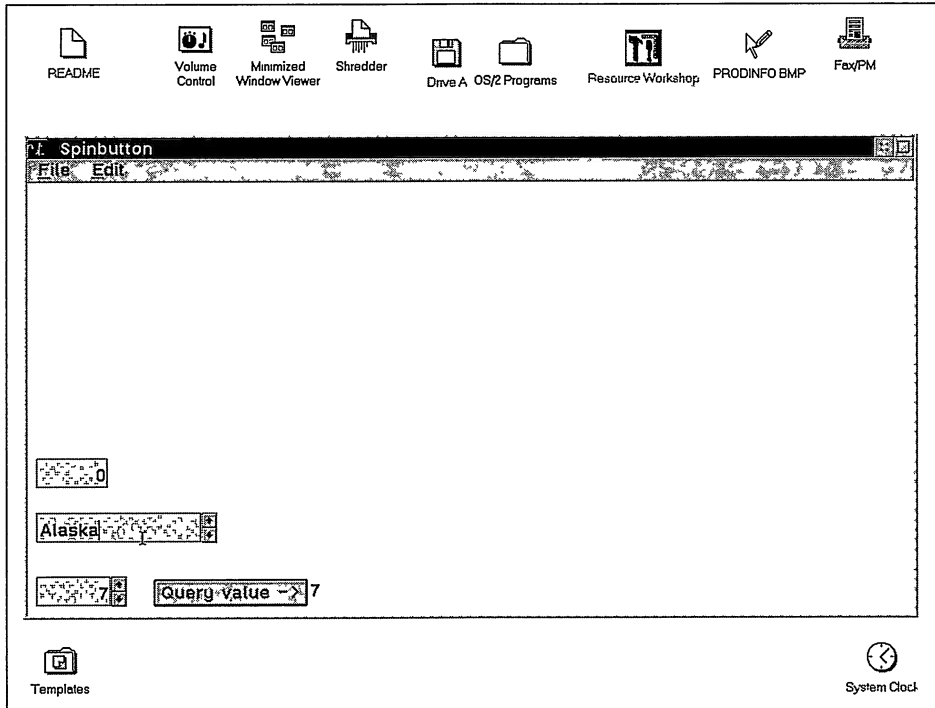 README
Volume
Control
Minimized
Window Viewer
Shredder
Drive A
OS/2 Programs
Resource Workshop
PRODINFO BMP
Fax/PM
Spinbutton
File Edit
0
Alaska
7
Query value -> 7
Templates
System Clock